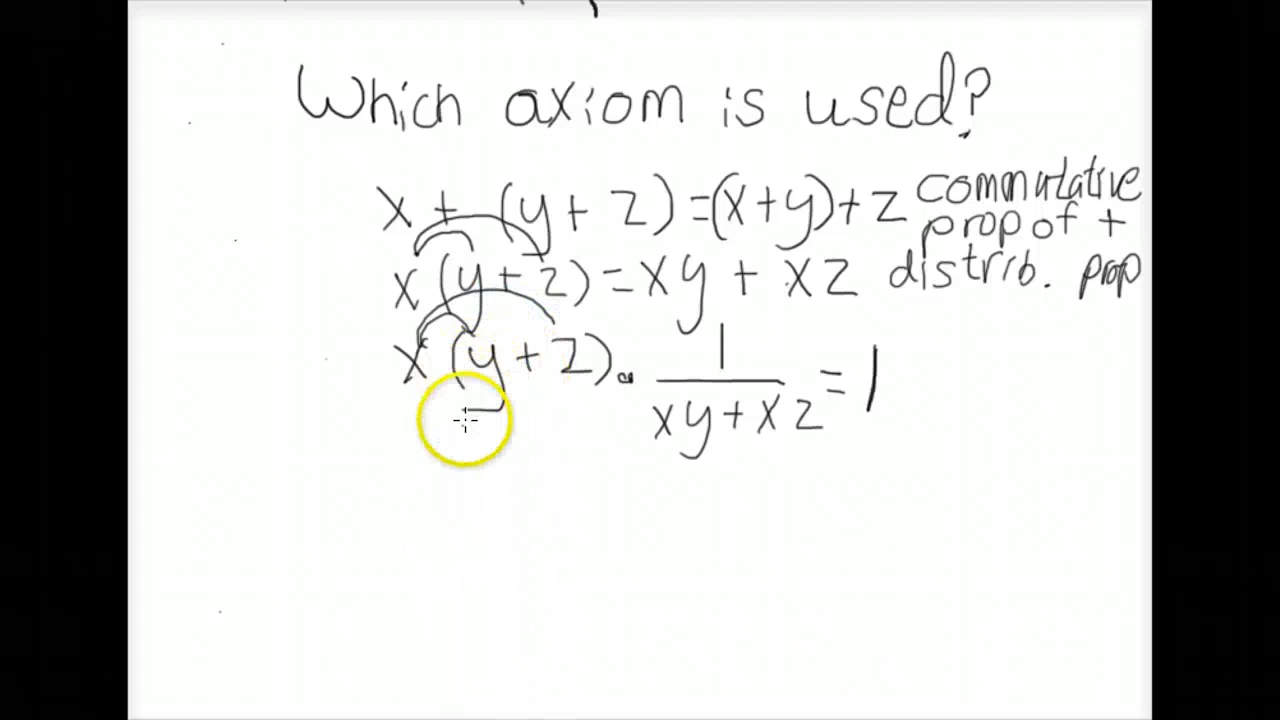 Which axiom is used?
x + (y + z) = (x+y)+z commutative
prop of +
x(y+z) = xy + xz distrib. prop
x(y+z) · 1/(xy+xz) = 1